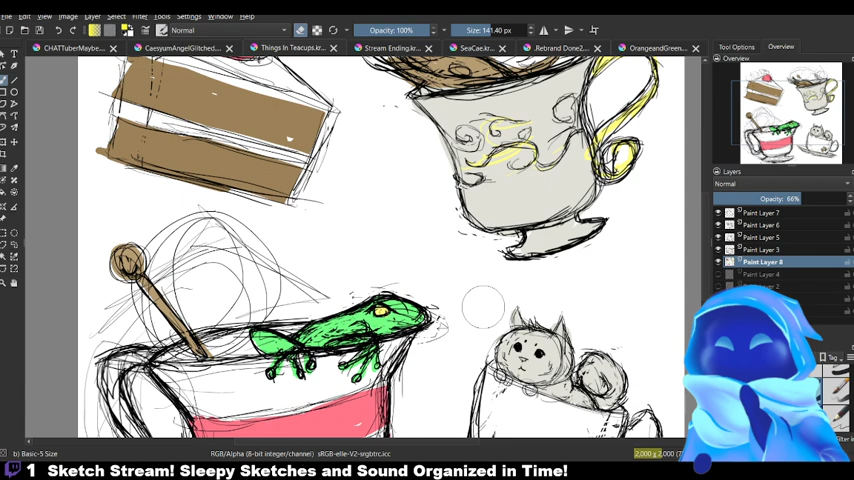 File Edit View Image Layer Select Filter Tools Settings Window Help
Normal
Opacity: 100%
Size: 141.40 px
CHATTuberMaybe...
CaesyumAngelGlitched...
Things In Teacups.kr...
Stream Ending.kr...
SeaCae.kr...
.Rebrand Done2...
OrangeandGreen...
Tool Options
Overview
Overview
Layers
Normal
Opacity: 66%
Paint Layer 7
Paint Layer 6
Paint Layer 5
Paint Layer 3
Paint Layer 8
Paint Layer 4
Tag
b) Basic-5 Size
RGB/Alpha (8-bit integer/channel) sRGB-elle-V2-srgbtrc.icc
1 Sketch Stream! Sleepy Sketches and Sound Organized in Time!